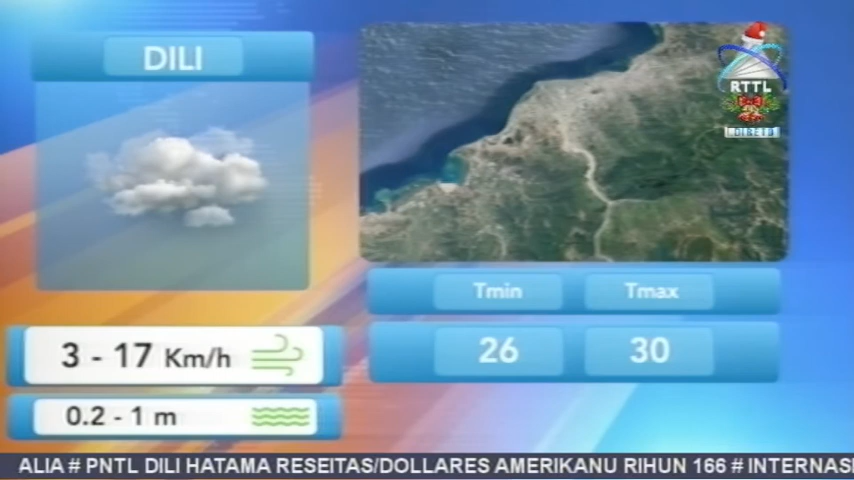 DILI
RTTL
DIRETU
Tmin Tmax
3 - 17 Km/h
26 30
0.2 - 1 m
ALIA # PNTL DILI HATAMA RESEITAS/DOLLARES AMERIKANU RIHUN 166 # INTERNAS